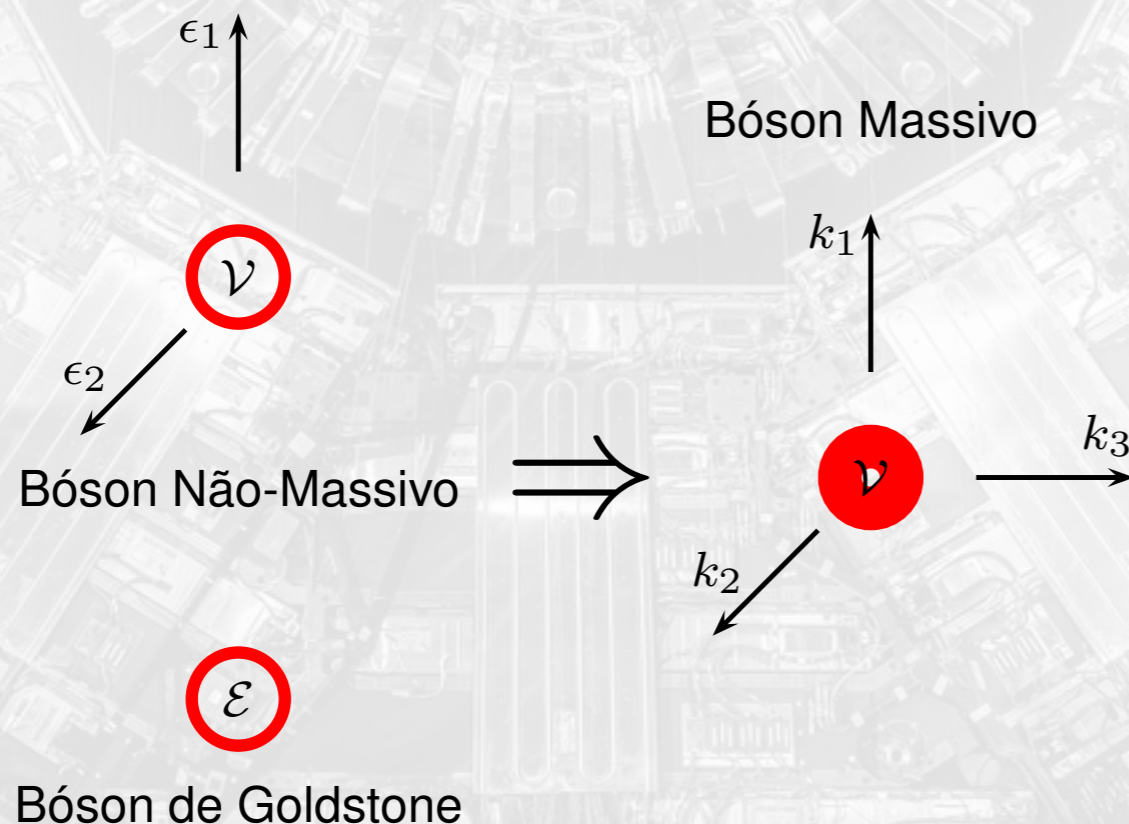 ϵ1
Bóson Massivo
k1
𝒱
ϵ2
k3
Bóson Não-Massivo
𝒱
k2
ℰ
Bóson de Goldstone